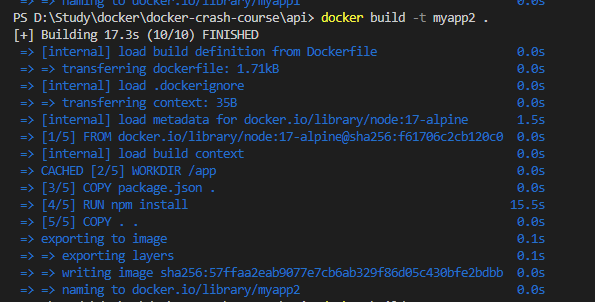 => => naming to docker.io/library/myapp1 0.0s
PS D:\Study\docker\docker-crash-course\api> docker build -t myapp2 .
[+] Building 17.3s (10/10) FINISHED
=> [internal] load build definition from Dockerfile 0.0s
=> => transferring dockerfile: 1.71kB 0.0s
=> [internal] load .dockerignore 0.0s
=> => transferring context: 35B 0.0s
=> [internal] load metadata for docker.io/library/node:17-alpine 1.5s
=> [1/5] FROM docker.io/library/node:17-alpine@sha256:f61706c2cb120c0 0.0s
=> [internal] load build context 0.0s
=> CACHED [2/5] WORKDIR /app 0.0s
=> [3/5] COPY package.json . 0.0s
=> [4/5] RUN npm install 15.5s
=> [5/5] COPY . . 0.0s
=> exporting to image 0.1s
=> => exporting layers 0.1s
=> => writing image sha256:57ffaa2eab9077e7cb6ab329f86d05c430bfe2bdbb 0.0s
=> => naming to docker.io/library/myapp2 0.0s